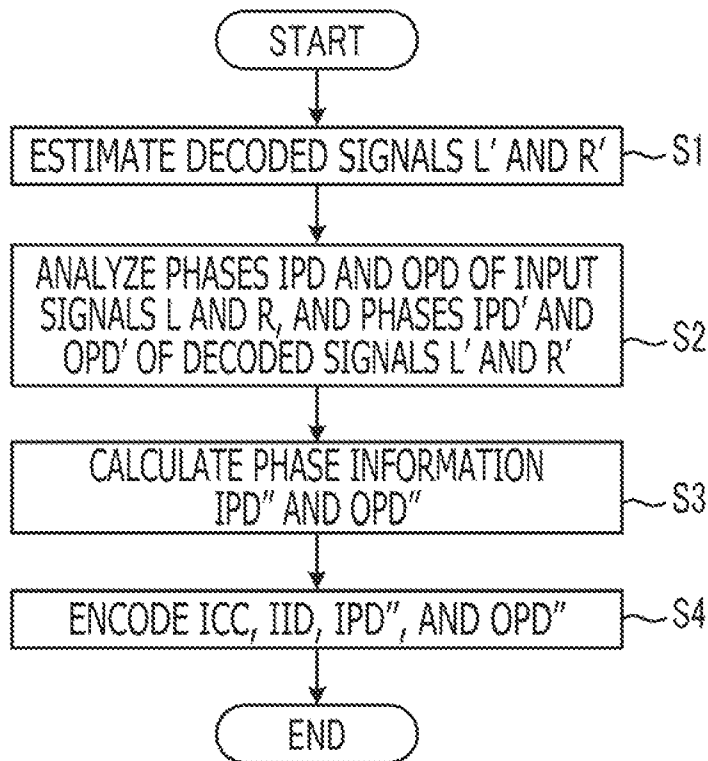 START
ESTIMATE DECODED SIGNALS L′ AND R′
S1
ANALYZE PHASES IPD AND OPD OF INPUT
SIGNALS L AND R, AND PHASES IPD′ AND
OPD′ OF DECODED SIGNALS L′ AND R′
S2
CALCULATE PHASE INFORMATION
IPD″ AND OPD″
S3
ENCODE ICC, IID, IPD″, AND OPD″
S4
END